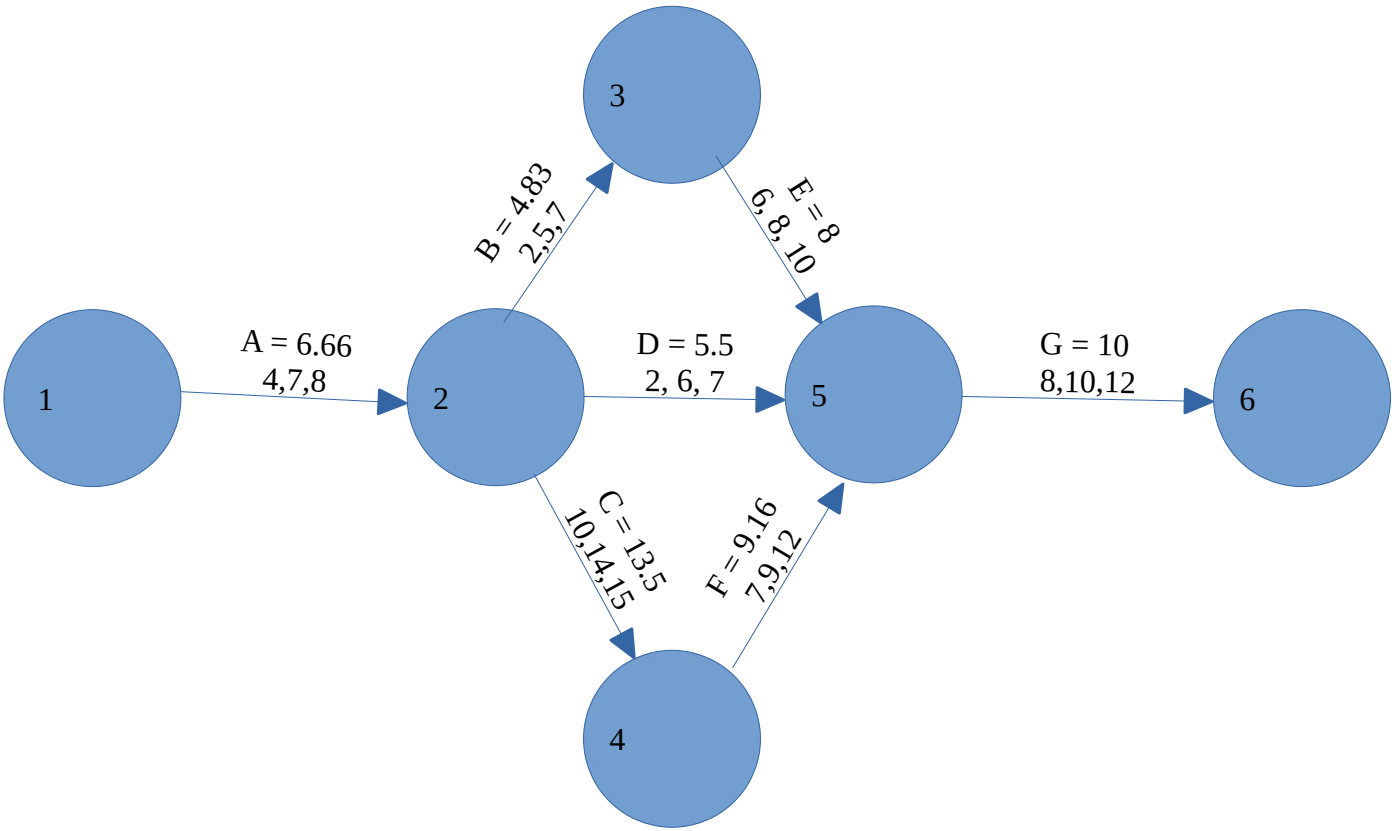 3
B = 4.83
2,5,7
E = 8
6, 8, 10
A = 6.66
4,7,8
D = 5.5
2, 6, 7
G = 10
8,10,12
1
2
5
6
C = 13.5
10,14,15
F = 9.16
7,9,12
4